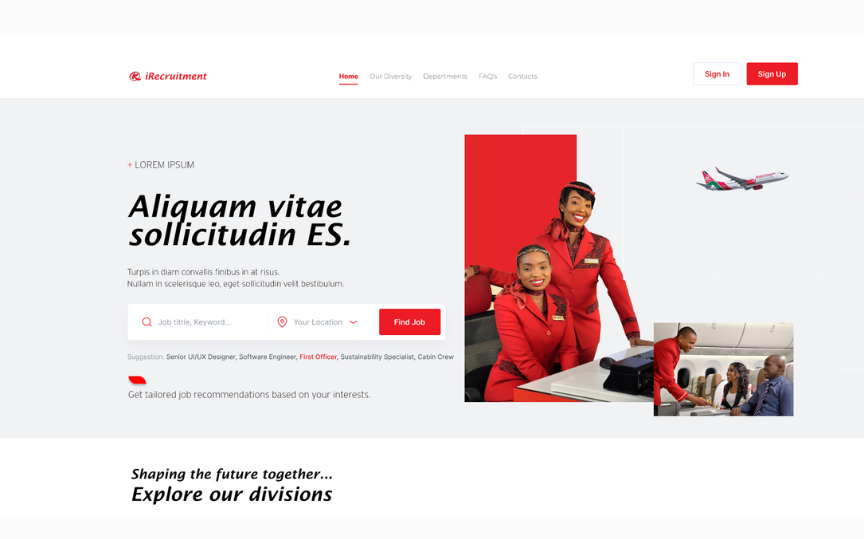 iRecruitment
Home Our Diversity Departments FAQ's Contacts
Sign In Sign Up
+ LOREM IPSUM
Aliquam vitae
sollicitudin ES.
Turpis in diam convallis finibus in at risus.
Nullam in scelerisque leo, eget sollicitudin velit bestibulum.
Job tittle, Keyword... Your Location Find Job
Suggestion: Senior UI/UX Designer, Software Engineer, First Officer, Sustainability Specialist, Cabin Crew
Get tailored job recommendations based on your interests.
Shaping the future together...
Explore our divisions